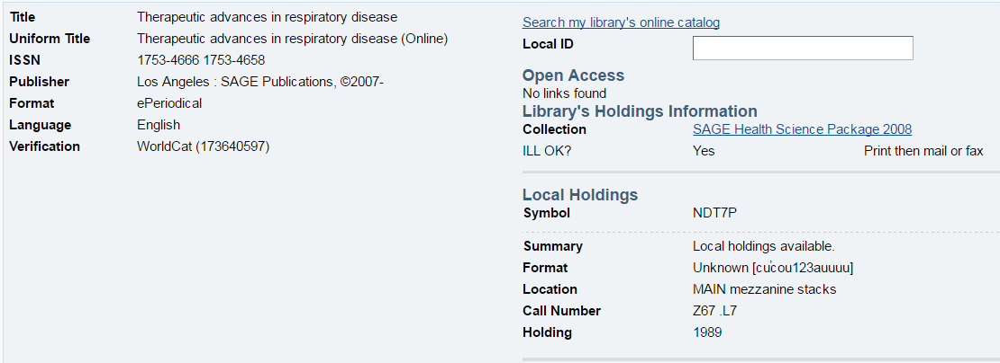 Title Therapeutic advances in respiratory disease
Uniform Title Therapeutic advances in respiratory disease (Online)
ISSN 1753-4666 1753-4658
Publisher Los Angeles : SAGE Publications, ©2007-
Format ePeriodical
Language English
Verification WorldCat (173640597)
Search my library's online catalog
Local ID
Open Access
No links found
Library's Holdings Information
Collection SAGE Health Science Package 2008
ILL OK? Yes Print then mail or fax
Local Holdings
Symbol NDT7P
Summary Local holdings available.
Format Unknown [cu̓cou123auuuu]
Location MAIN mezzanine stacks
Call Number Z67 .L7
Holding 1989